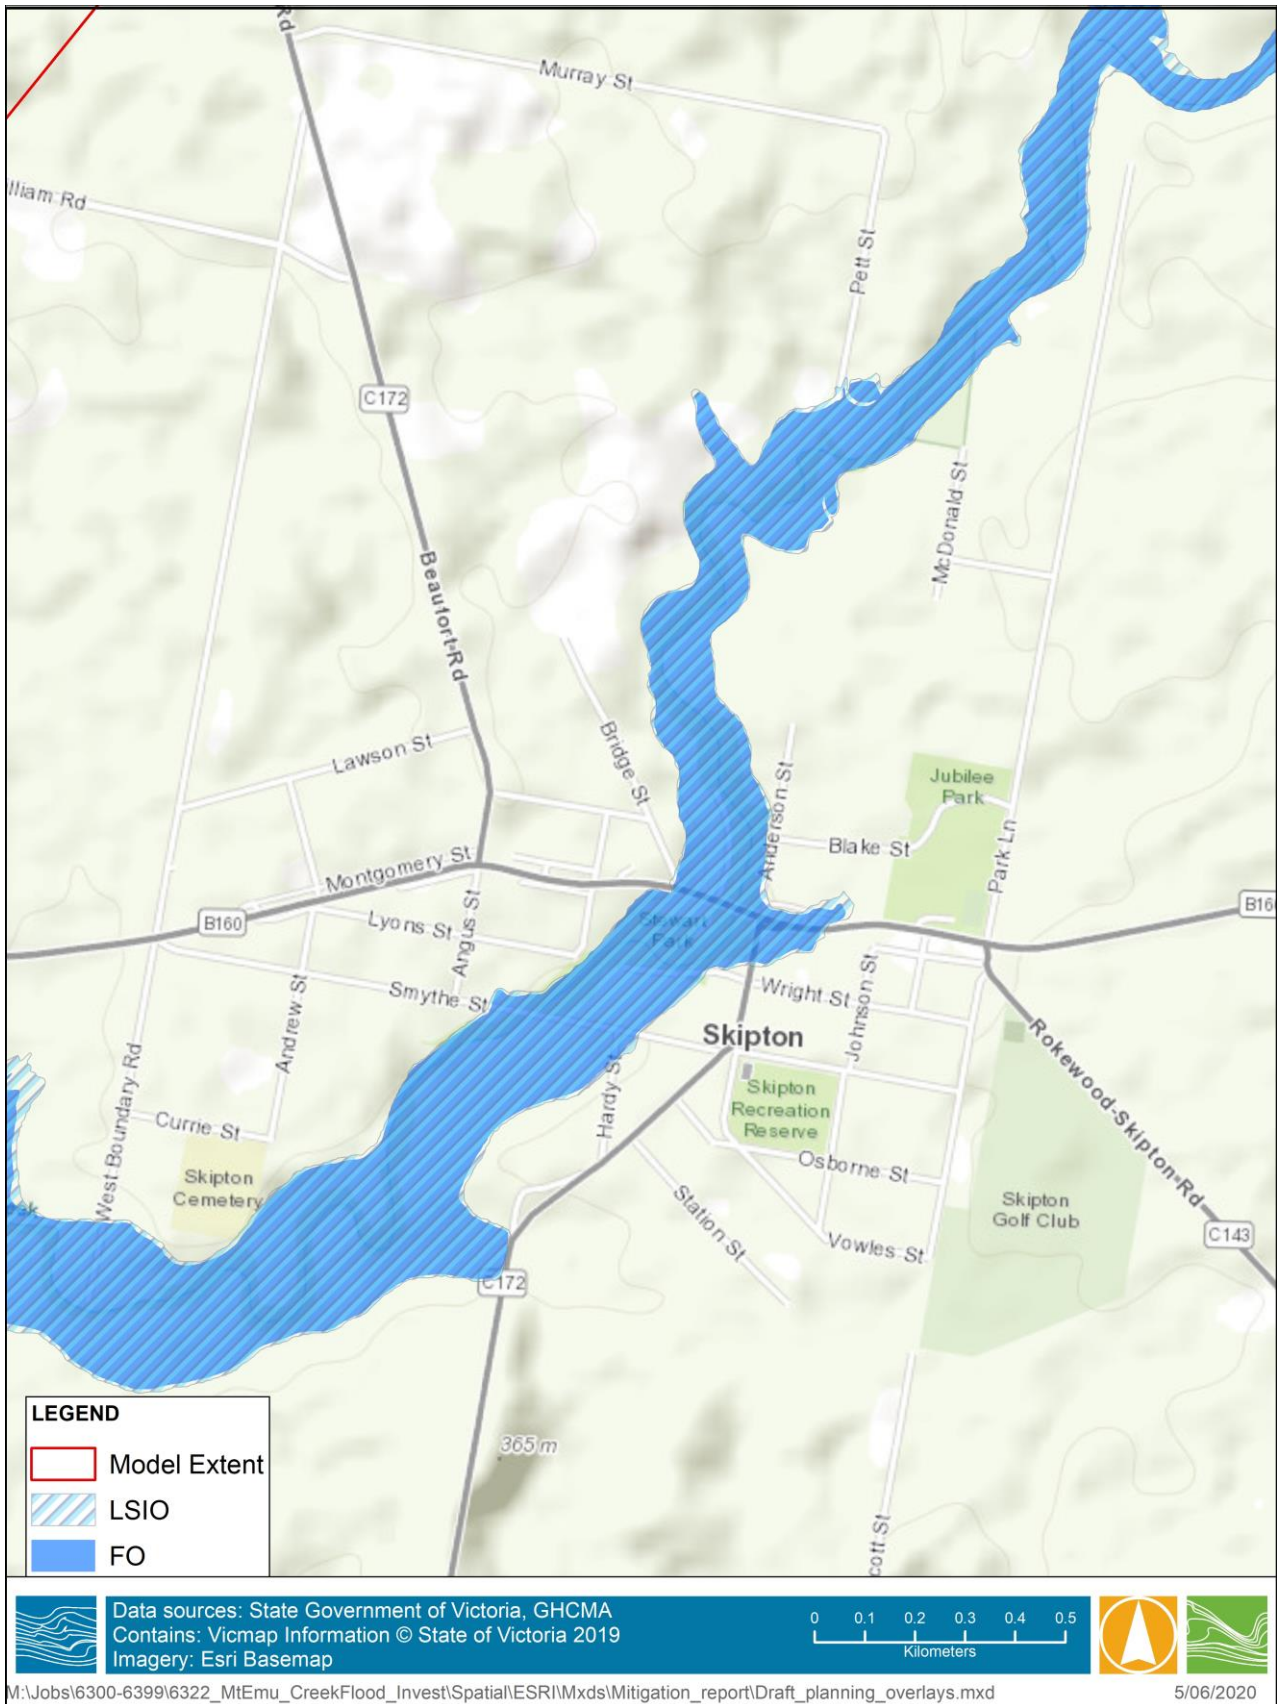 Rd
Murray St
lliam Rd
Pett St
C172
McDonald St
Beaufort Rd
Bridge St
Lawson St
Jubilee
Park
Anderson St
Blake St
Park Ln
Montgomery St
B160
B16
Lyons St
Angus St
Stewart
Park
Smythe St
Wright St
Johnson St
Andrew St
Skipton
Rokewood-Skipton Rd
West Boundary Rd
Currie St
Hardy St
Skipton
Recreation
Reserve
Skipton
Cemetery
Osborne St
Skipton
Golf Club
Station St
Vowles St
C143
C172
365 m
cott St
LEGEND
Model Extent
LSIO
FO
Data sources: State Government of Victoria, GHCMA
Contains: Vicmap Information © State of Victoria 2019
Imagery: Esri Basemap
0 0.1 0.2 0.3 0.4 0.5
Kilometers
M:\Jobs\6300-6399\6322_MtEmu_CreekFlood_Invest\Spatial\ESRI\Mxds\Mitigation_report\Draft_planning_overlays.mxd
5/06/2020